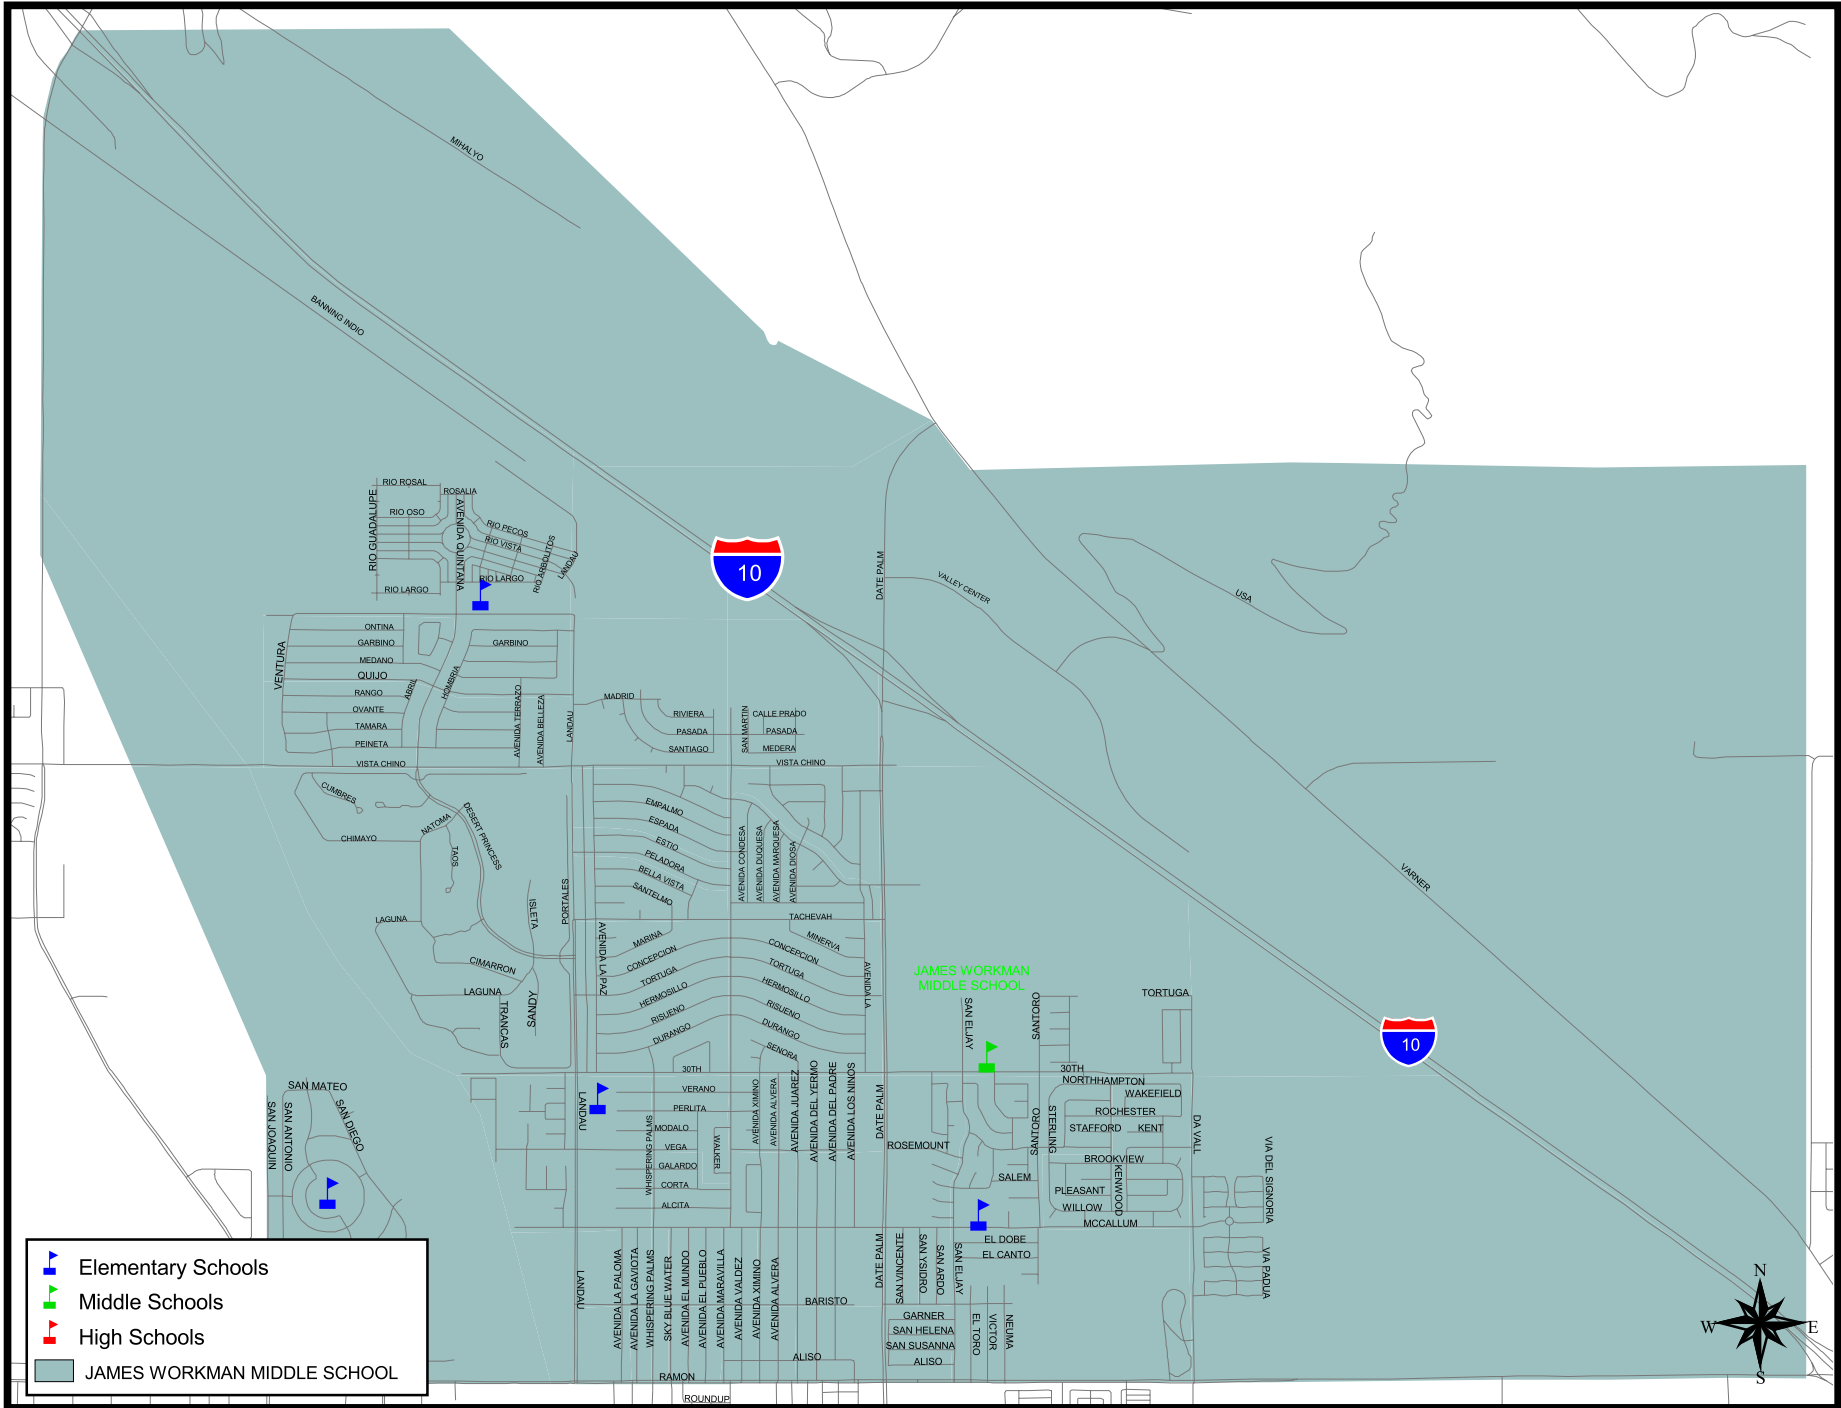 MIHALYO
BANNING INDIO
RIO ROSAL
ROSALIA
RIO GUADALUPE
RIO OSO
AVENIDA QUINTANA
RIO PECOS
RIO VISTA
RIO ARBOLITOS
LANDAU
RIO LARGO
RIO LARGO
10
DATE PALM
VALLEY CENTER
USA
ONTINA
GARBINO
GARBINO
VENTURA
MEDANO
QUIJO
RANGO
ABRIL
HOMBRIA
OVANTE
TAMARA
PEINETA
AVENIDA TERRAZO
AVENIDA BELLEZA
LANDAU
VISTA CHINO
MADRID
RIVIERA
PASADA
SANTIAGO
SAN MARTIN
CALLE PRADO
PASADA
MEDERA
VISTA CHINO
CUMBRES
CHIMAYO
NATOMA
DESERT PRINCESS
TAOS
EMPALMO
ESPADA
ESTIO
PELADORA
BELLA VISTA
SANTELMO
AVENIDA CONDESA
AVENIDA DUQUESA
AVENIDA MARQUESA
AVENIDA DIOSA
VARNER
PORTALES
ISLETA
LAGUNA
TACHEVAH
AVENIDA LA PAZ
MARINA
MINERVA
CONCEPCION
CONCEPCION
CIMARRON
TORTUGA
TORTUGA
HERMOSILLO
HERMOSILLO
AVENIDA LA
LAGUNA
TRANCAS
SANDY
RISUENO
RISUENO
DURANGO
DURANGO
SENORA
JAMES WORKMAN
MIDDLE SCHOOL
SAN ELJAY
SANTORO
TORTUGA
10
30TH
30TH
NORTHHAMPTON
WAKEFIELD
SAN MATEO
SAN JOAQUIN
SAN ANTONIO
SAN DIEGO
LANDAU
VERANO
PERLITA
MODALO
VEGA
GALARDO
CORTA
ALCITA
WHISPERING PALMS
WALKER
AVENIDA XIMINO
AVENIDA ALVERA
AVENIDA JUAREZ
AVENIDA DEL YERMO
AVENIDA DEL PADRE
AVENIDA LOS NINOS
DATE PALM
ROSEMOUNT
SANTORO
STERLING
ROCHESTER
STAFFORD
KENT
BROOKVIEW
KENWOOD
SALEM
PLEASANT
WILLOW
MCCALLUM
DA VALL
VIA DEL SIGNORIA
VIA PADUA
EL DOBE
EL CANTO
LANDAU
AVENIDA LA PALOMA
AVENIDA LA GAVIOTA
WHISPERING PALMS
SKY BLUE WATER
AVENIDA EL MUNDO
AVENIDA EL PUEBLO
AVENIDA MARAVILLA
AVENIDA VALDEZ
AVENIDA XIMINO
AVENIDA ALVERA
BARISTO
DATE PALM
SAN VINCENTE
SAN YSIDRO
SAN ARDO
SAN ELJAY
GARNER
SAN HELENA
SAN SUSANNA
ALISO
ALISO
EL TORO
VICTOR
NEUMA
RAMON
ROUNDUP
Elementary Schools
Middle Schools
High Schools
JAMES WORKMAN MIDDLE SCHOOL
N
W
E
S